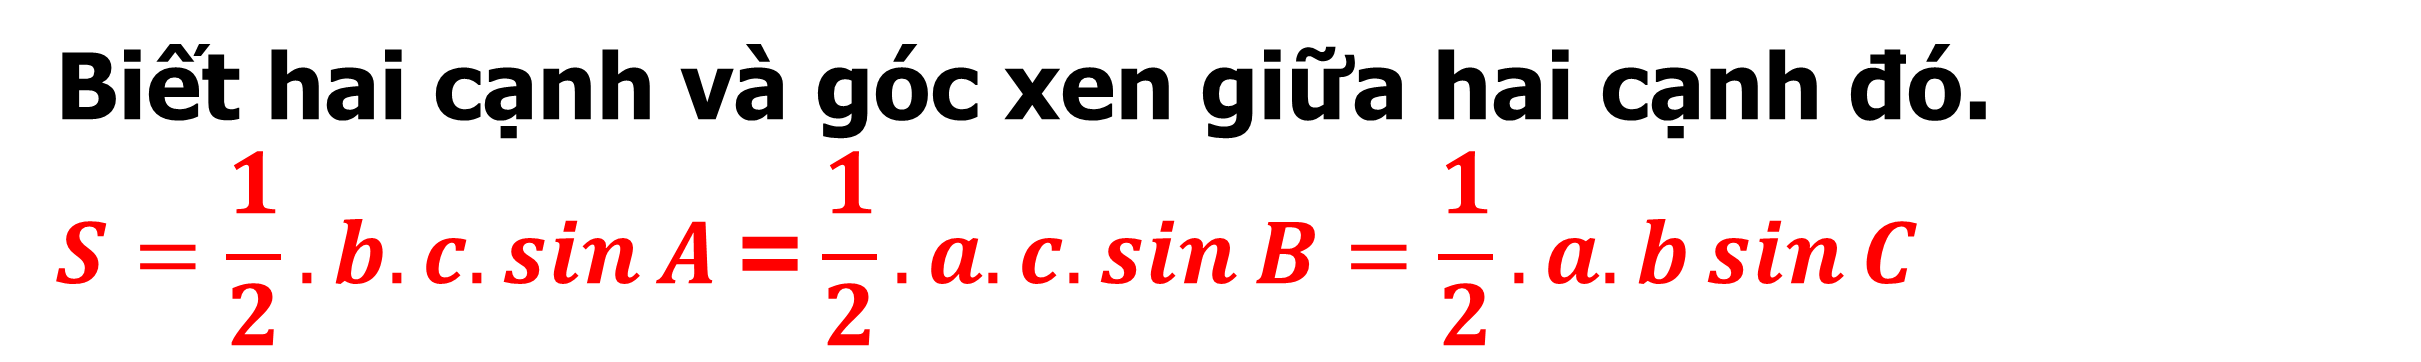 Biết hai cạnh và góc xen giữa hai cạnh đó.
S = 1/2 . b. c. sin A = 1/2 . a. c. sin B = 1/2 . a. b sin C